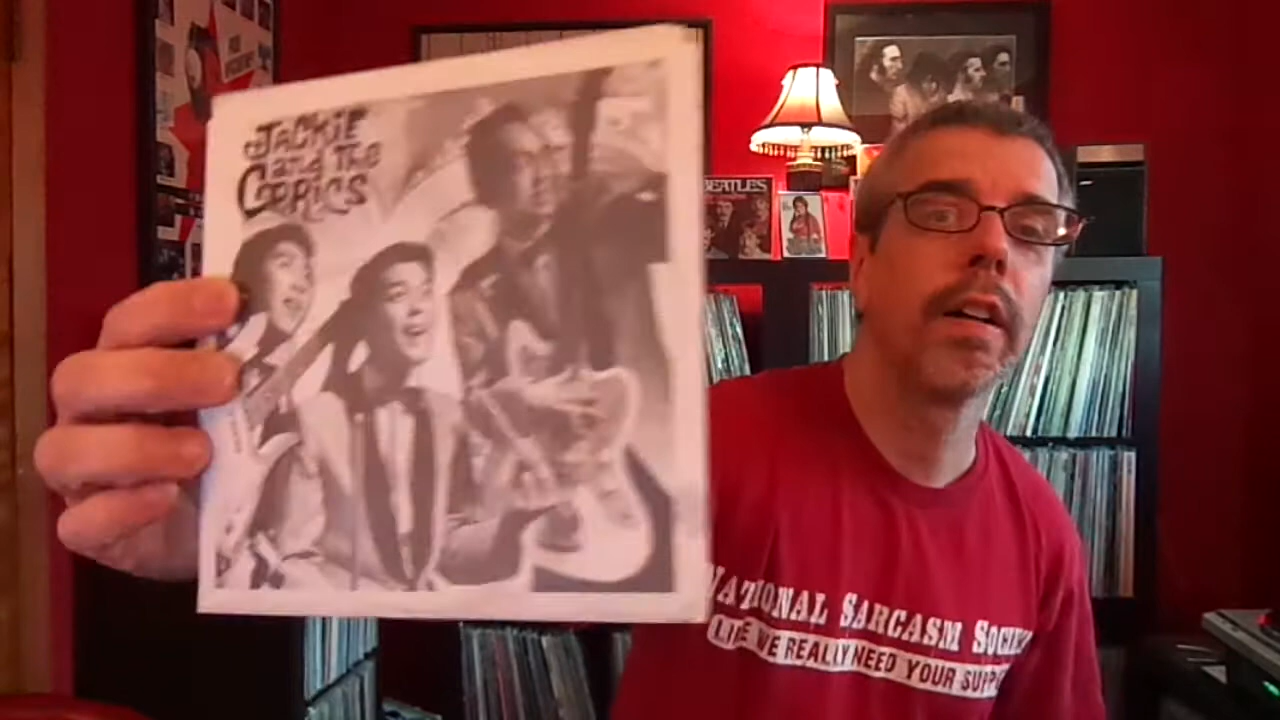 JACKIE
and THE
CEDRICS
BEATLES
NATIONAL SARCASM SOCIETY
LIKE WE REALLY NEED YOUR SUPPORT